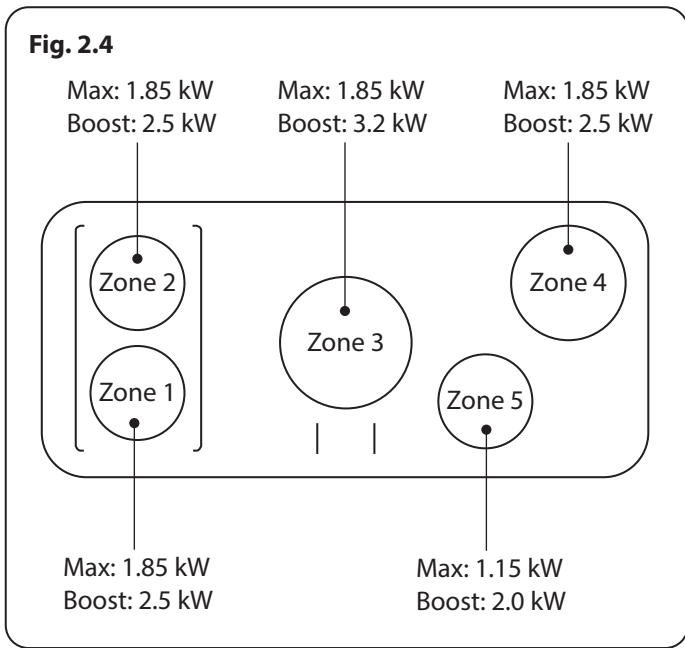 Fig. 2.4
Max: 1.85 kW
Boost: 2.5 kW
Max: 1.85 kW
Boost: 3.2 kW
Max: 1.85 kW
Boost: 2.5 kW
Zone 2
Zone 4
Zone 3
Zone 1
Zone 5
Max: 1.85 kW
Boost: 2.5 kW
Max: 1.15 kW
Boost: 2.0 kW